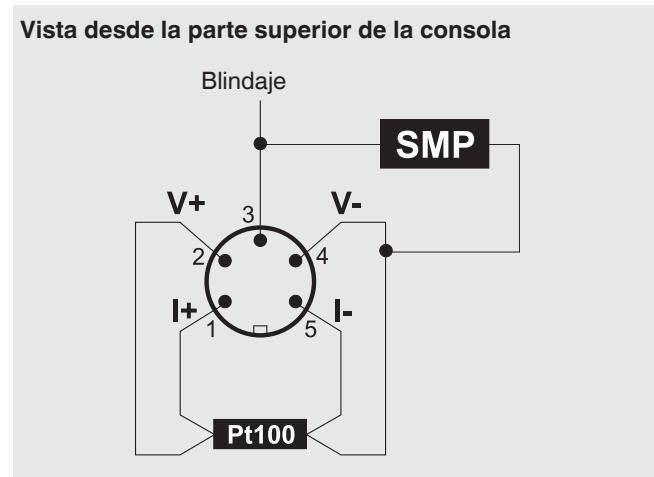 Vista desde la parte superior de la consola
Blindaje
SMP
V+ V-
3
2 4
I+ I-
1 5
Pt100